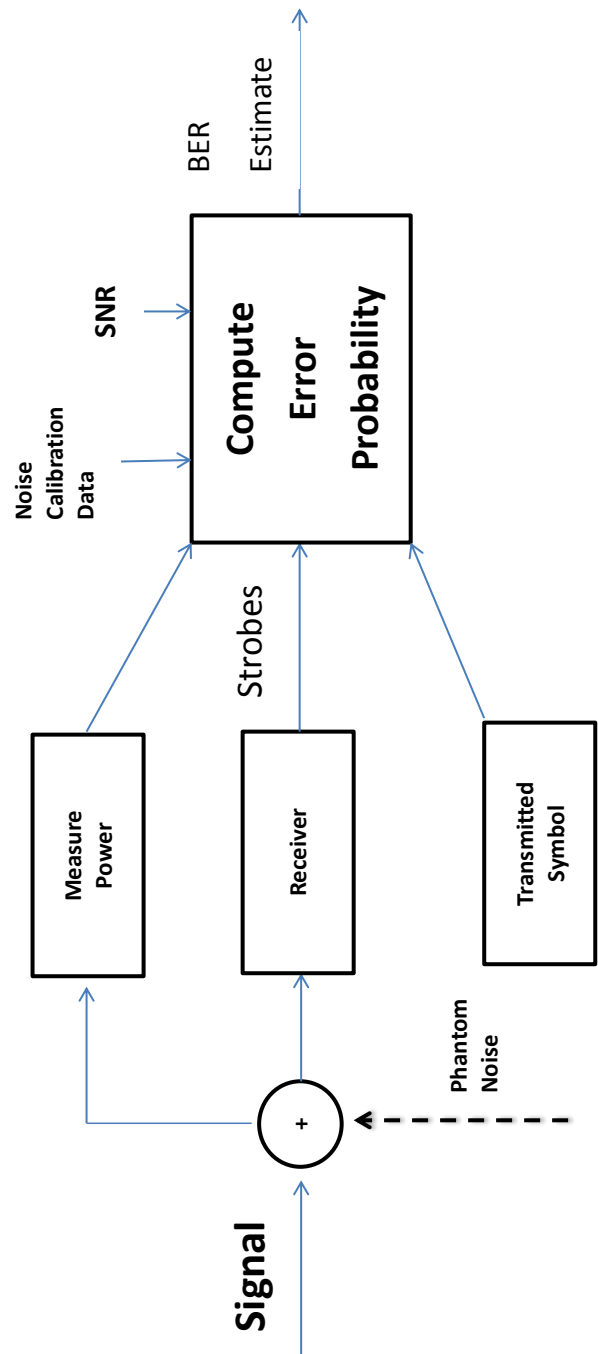 Signal
+
Phantom
Noise
Measure
Power
Receiver
Transmitted
Symbol
Strobes
Noise
Calibration
Data
SNR
Compute
Error
Probability
BER
Estimate